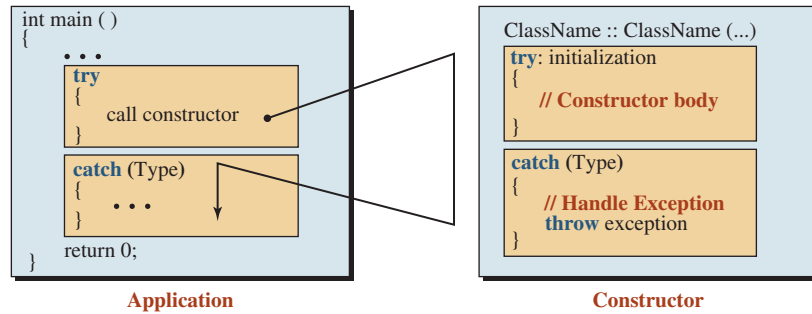 int main ( )
{
• • •
try
{
call constructor
}
catch (Type)
{
• • •
}
return 0;
}
Application
ClassName :: ClassName (...)
try: initialization
{
// Constructor body
}
catch (Type)
{
// Handle Exception
throw exception
}
Constructor